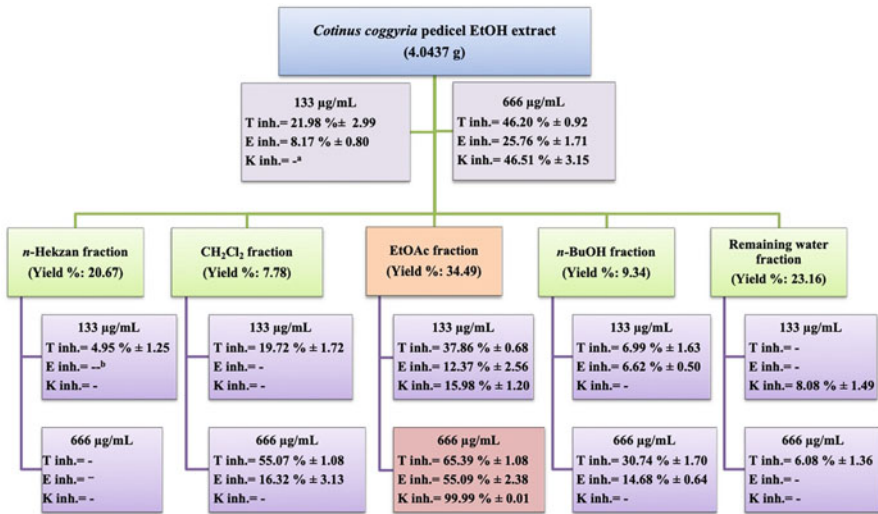 Cotinus coggyria pedicel EtOH extract
(4.0437 g)
133 µg/mL
T inh.= 21.98 %± 2.99
E inh.= 8.17 % ± 0.80
K inh.= -ᵃ
666 µg/mL
T inh.= 46.20 % ± 0.92
E inh.= 25.76 % ± 1.71
K inh.= 46.51 % ± 3.15
n-Hekzan fraction
(Yield %: 20.67)
CH₂Cl₂ fraction
(Yield %: 7.78)
EtOAc fraction
(Yield %: 34.49)
n-BuOH fraction
(Yield %: 9.34)
Remaining water
fraction
(Yield %: 23.16)
133 µg/mL
T inh.= 4.95 % ± 1.25
E inh.= --ᵇ
K inh.= -
133 µg/mL
T inh.= 19.72 % ± 1.72
E inh.= -
K inh.= -
133 µg/mL
T inh.= 37.86 % ± 0.68
E inh.= 12.37 % ± 2.56
K inh.= 15.98 % ± 1.20
133 µg/mL
T inh.= 6.99 % ± 1.63
E inh.= 6.62 % ± 0.50
K inh.= -
133 µg/mL
T inh.= -
E inh.= -
K inh.= 8.08 % ± 1.49
666 µg/mL
T inh.= -
E inh.= -
K inh.= -
666 µg/mL
T inh.= 55.07 % ± 1.08
E inh.= 16.32 % ± 3.13
K inh.= -
666 µg/mL
T inh.= 65.39 % ± 1.08
E inh.= 55.09 % ± 2.38
K inh.= 99.99 % ± 0.01
666 µg/mL
T inh.= 30.74 % ± 1.70
E inh.= 14.68 % ± 0.64
K inh.= -
666 µg/mL
T inh.= 6.08 % ± 1.36
E inh.= -
K inh.= -